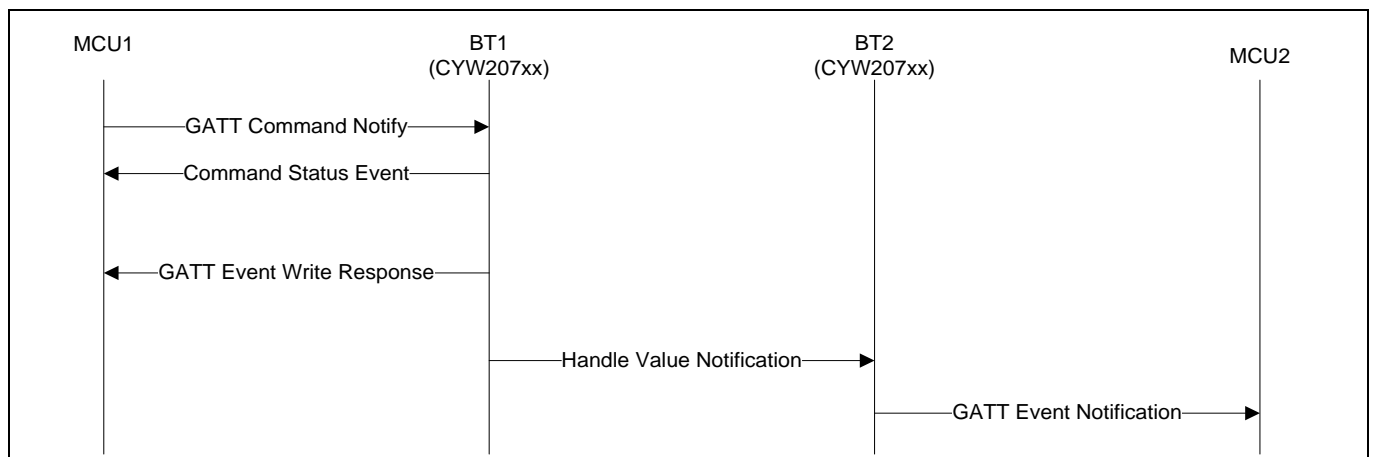 MCU1
BT1
(CYW207xx)
BT2
(CYW207xx)
MCU2
GATT Command Notify
Command Status Event
GATT Event Write Response
Handle Value Notification
GATT Event Notification